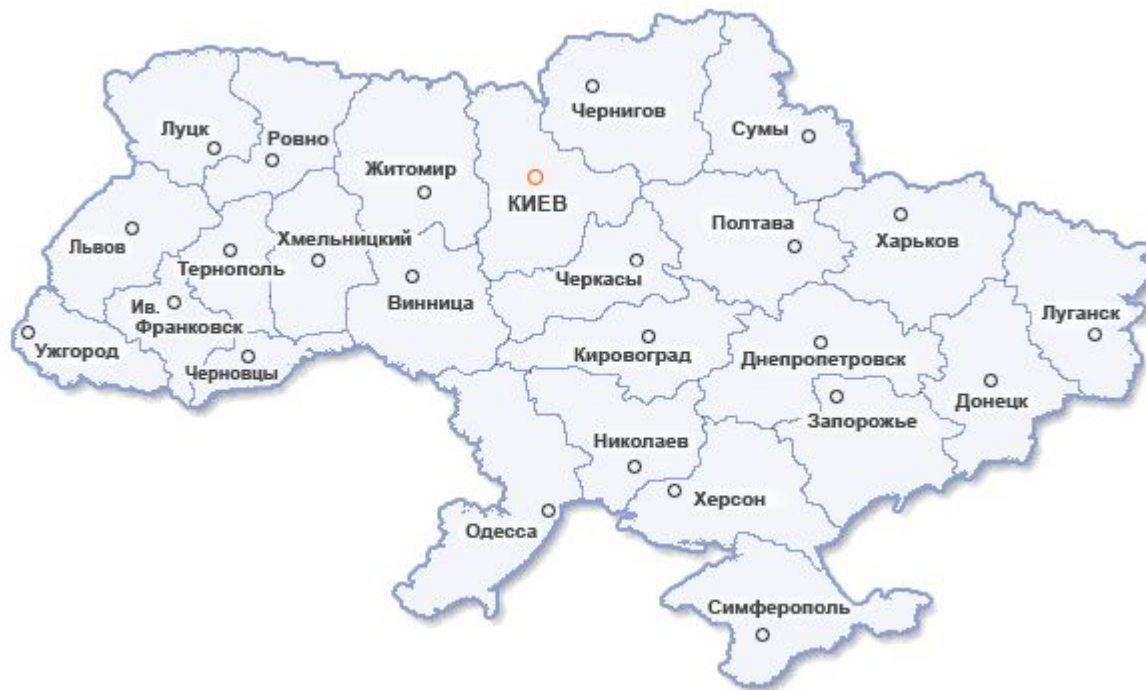 Чернигов
Луцк
Ровно
Сумы
Житомир
КИЕВ
Полтава
Львов
Хмельницкий
Харьков
Тернополь
Черкасы
Винница
Ив.
Франковск
Луганск
Ужгород
Кировоград
Днепропетровск
Черновцы
Донецк
Запорожье
Николаев
Херсон
Одесса
Симферополь